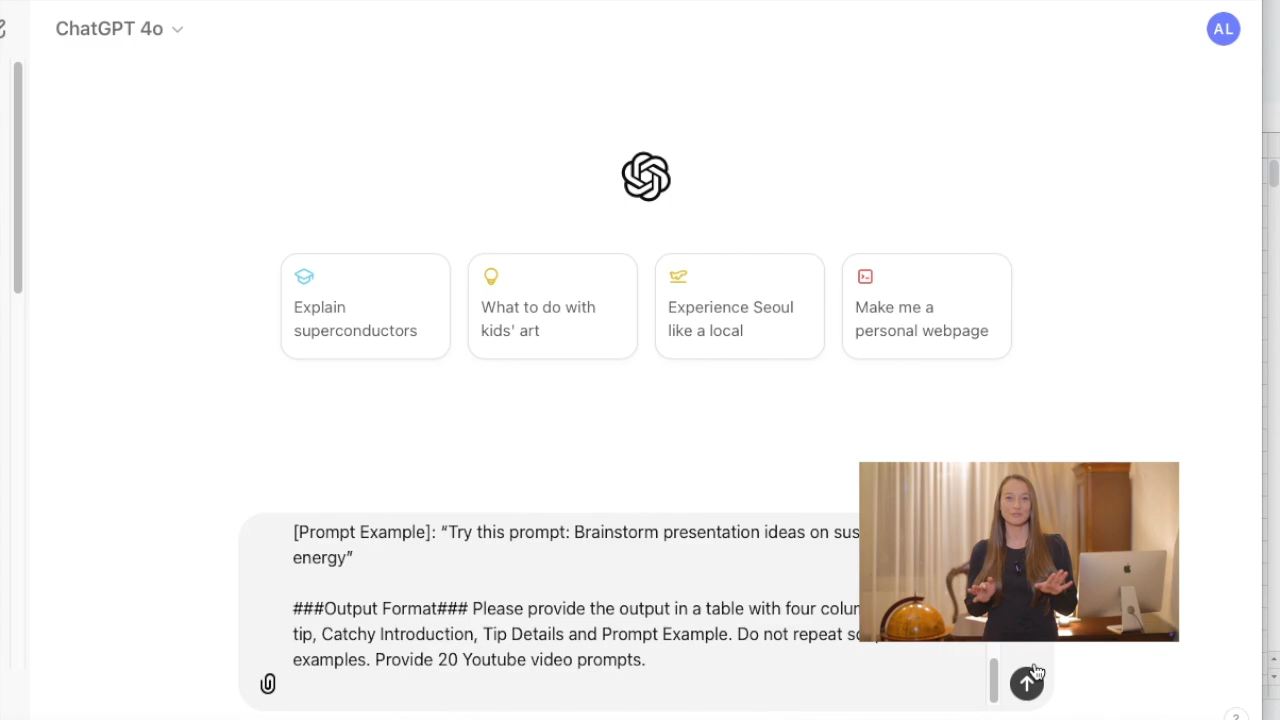 ChatGPT 4o
AL
Explain
superconductors
What to do with
kids' art
Experience Seoul
like a local
Make me a
personal webpage
[Prompt Example]: “Try this prompt: Brainstorm presentation ideas on
energy”
###Output Format### Please provide the output in a table with four
tip, Catchy Introduction, Tip Details and Prompt Example. Do not repeat
examples. Provide 20 Youtube video prompts.
?